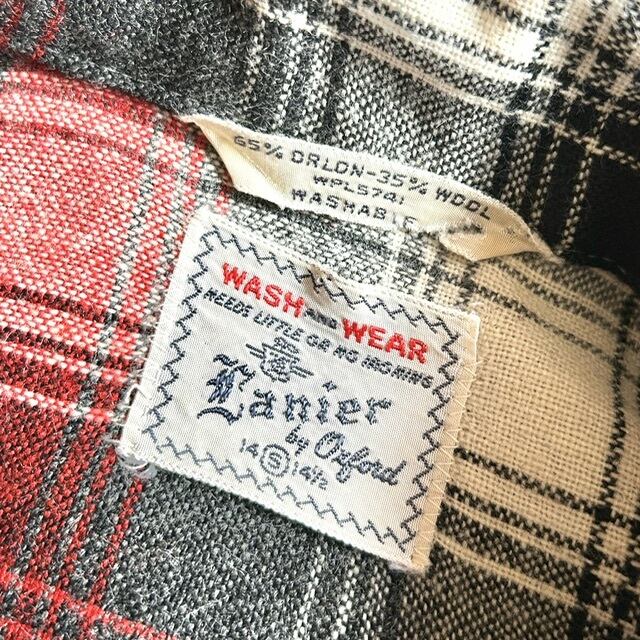 65% ORLON-35% WOOL
WPL5741
WASHABLE
WASH AND WEAR
NEEDS LITTLE OR NO IRONING
Lanier
by Oxford
14 S 14½